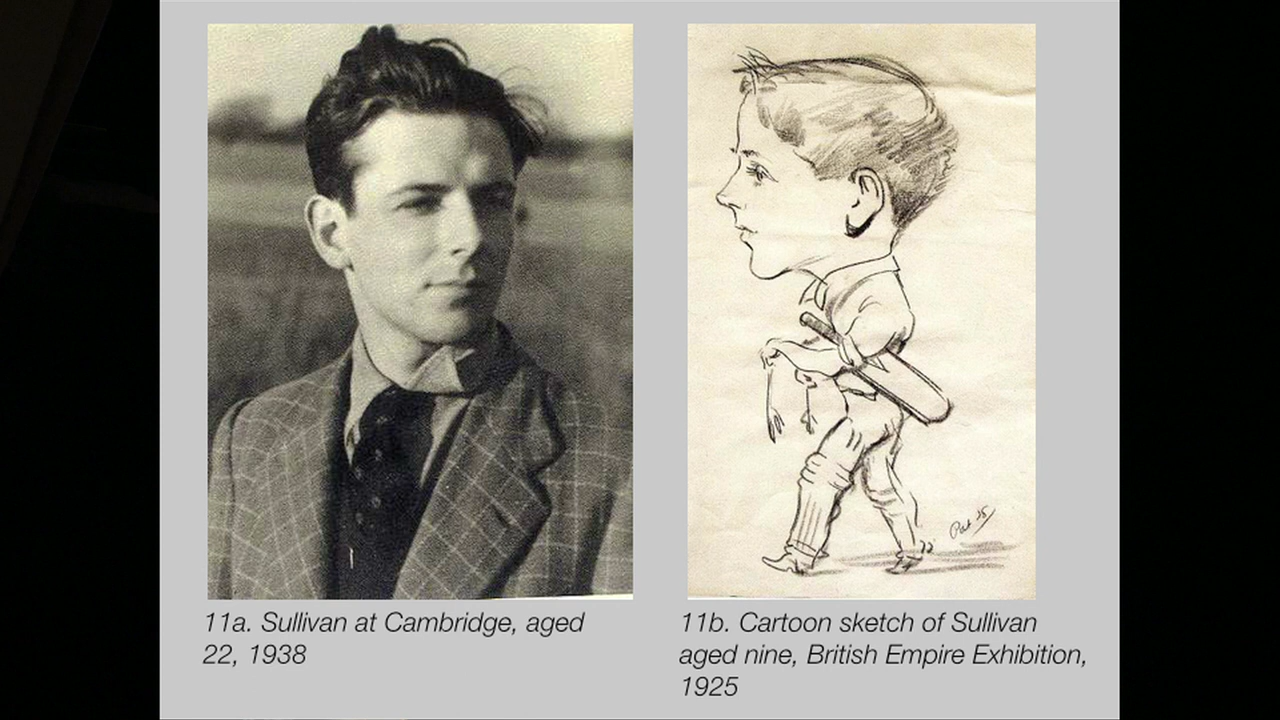 11a. Sullivan at Cambridge, aged
22, 1938
11b. Cartoon sketch of Sullivan
aged nine, British Empire Exhibition,
1925